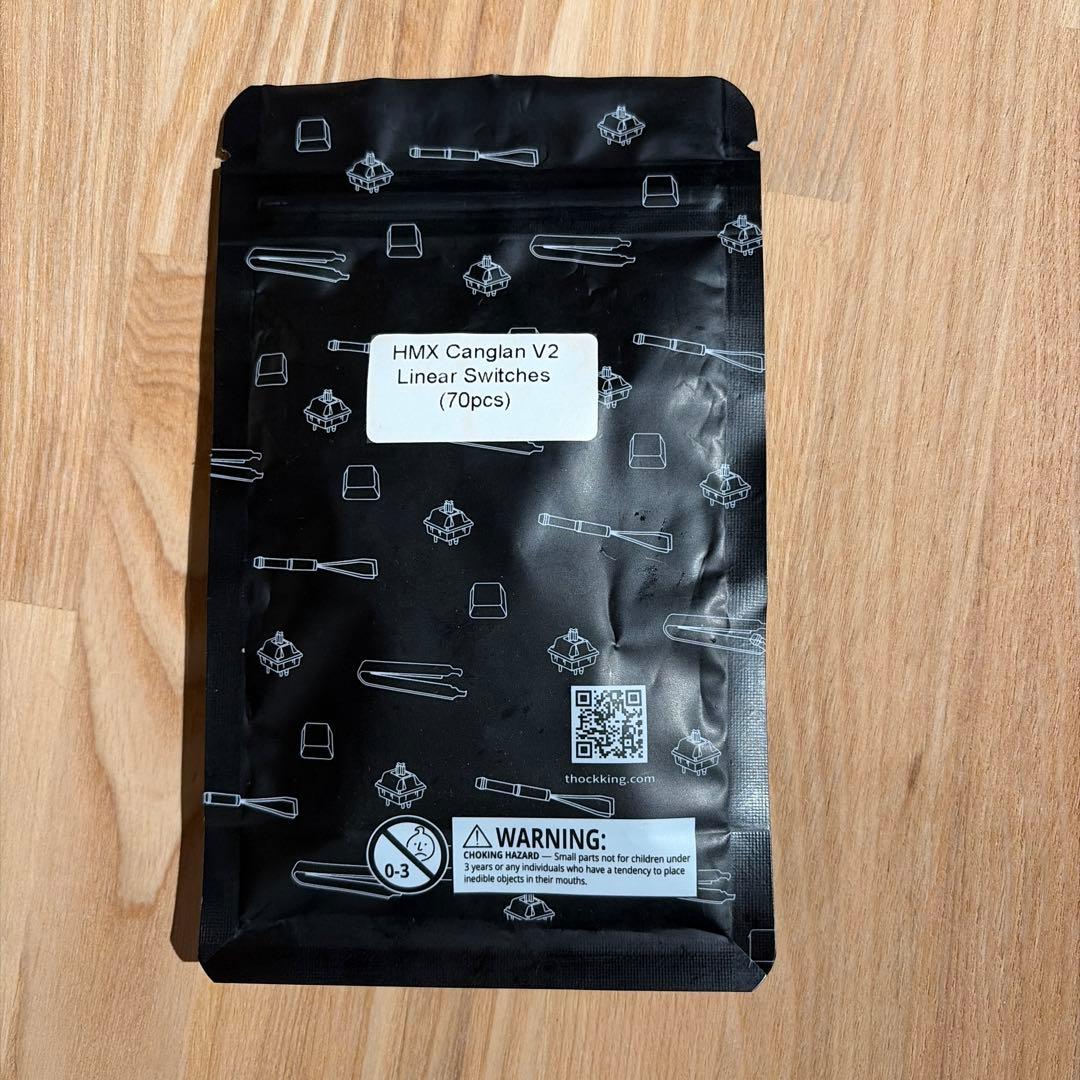 HMX Canglan V2
Linear Switches
(70pcs)
thockking.com
0-3
WARNING:
CHOKING HAZARD — Small parts not for children under
3 years or any individuals who have a tendency to place
inedible objects in their mouths.